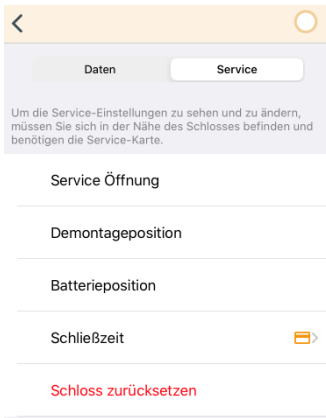 Daten Service
Um die Service-Einstellungen zu sehen und zu ändern,
müssen Sie sich in der Nähe des Schlosses befinden und
benötigen die Service-Karte.
Service Öffnung
Demontageposition
Batterieposition
Schließzeit
Schloss zurücksetzen